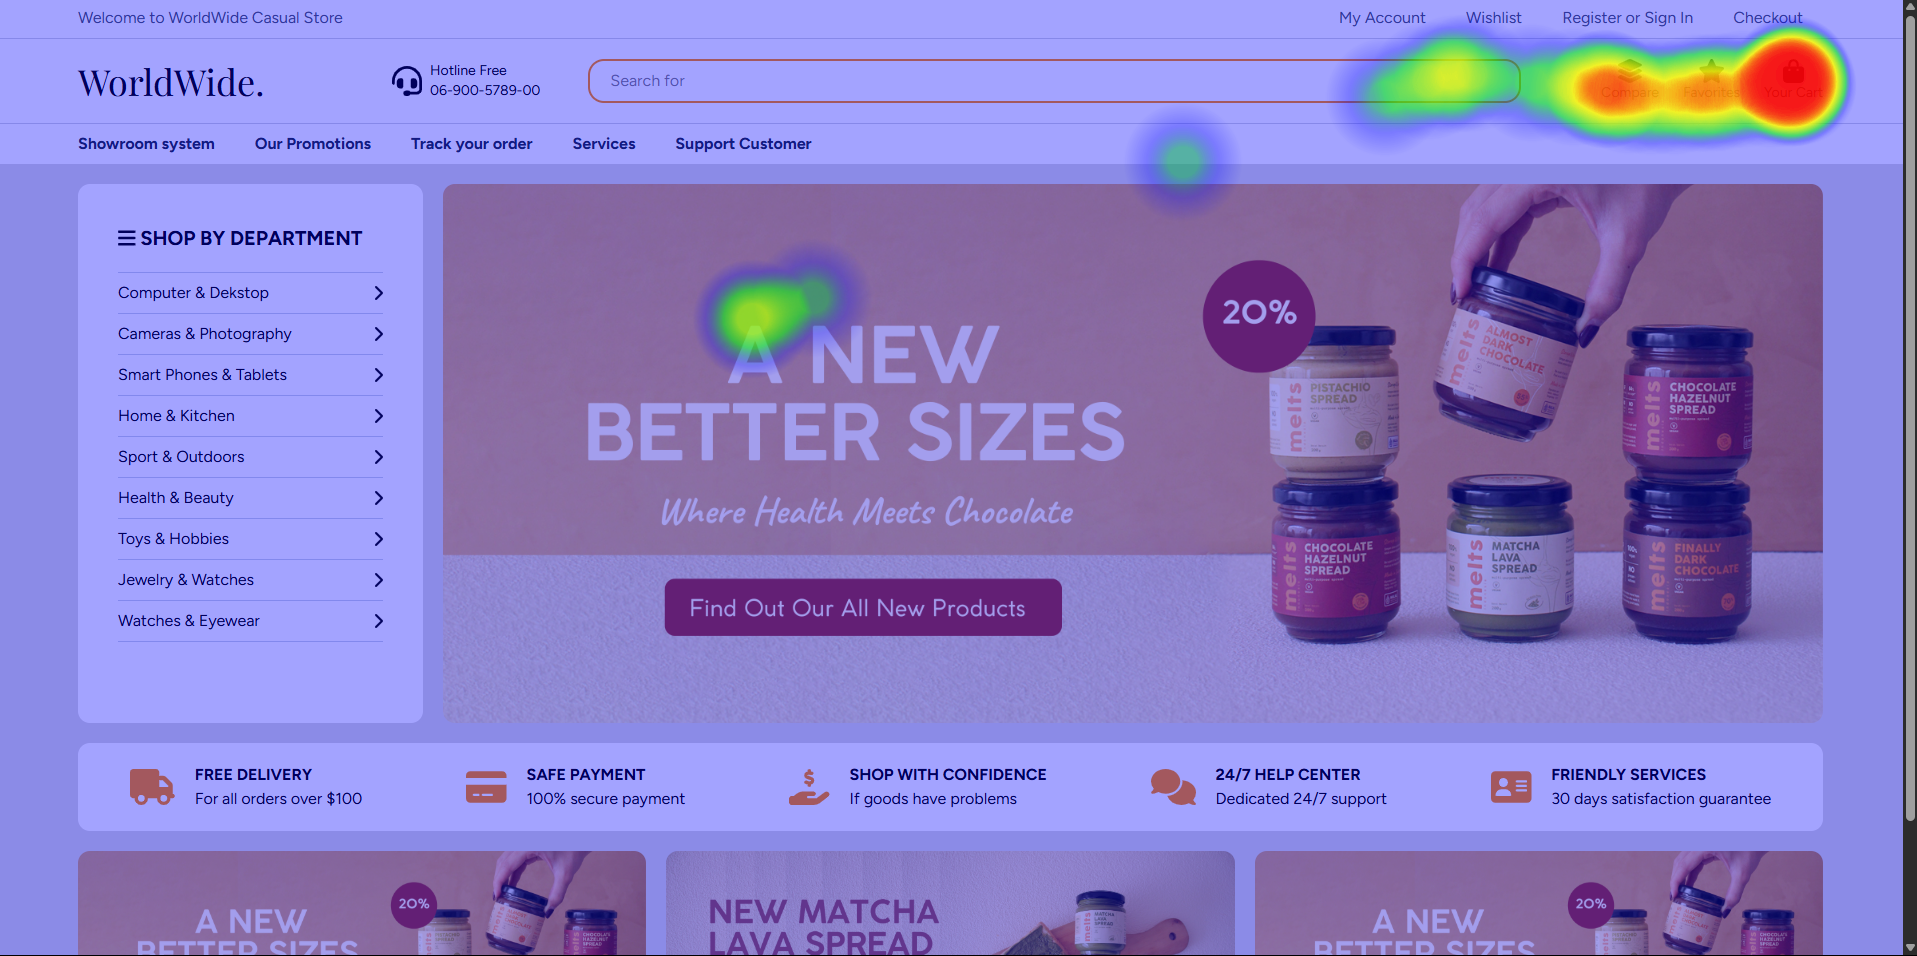 Welcome to WorldWide Casual Store
My Account
Wishlist
Register or Sign In
Checkout
WorldWide.
Hotline Free
06-900-5789-00
Search for
Compare
Favorites
Your Cart
Showroom system
Our Promotions
Track your order
Services
Support Customer
SHOP BY DEPARTMENT
Computer & Dekstop
Cameras & Photography
Smart Phones & Tablets
Home & Kitchen
Sport & Outdoors
Health & Beauty
Toys & Hobbies
Jewelry & Watches
Watches & Eyewear
A NEW
BETTER SIZES
Where Health Meets Chocolate
Find Out Our All New Products
20%
melts
ALMOST
DARK
CHOCOLATE
melts
PISTACHIO
SPREAD
melts
CHOCOLATE
HAZELNUT
SPREAD
melts
CHOCOLATE
HAZELNUT
SPREAD
melts
MATCHA
LAVA
SPREAD
melts
FINALLY
DARK
CHOCOLATE
FREE DELIVERY
For all orders over $100
SAFE PAYMENT
100% secure payment
SHOP WITH CONFIDENCE
If goods have problems
24/7 HELP CENTER
Dedicated 24/7 support
FRIENDLY SERVICES
30 days satisfaction guarantee
A NEW
BETTER SIZES
20%
NEW MATCHA
LAVA SPREAD
A NEW
BETTER SIZES
20%